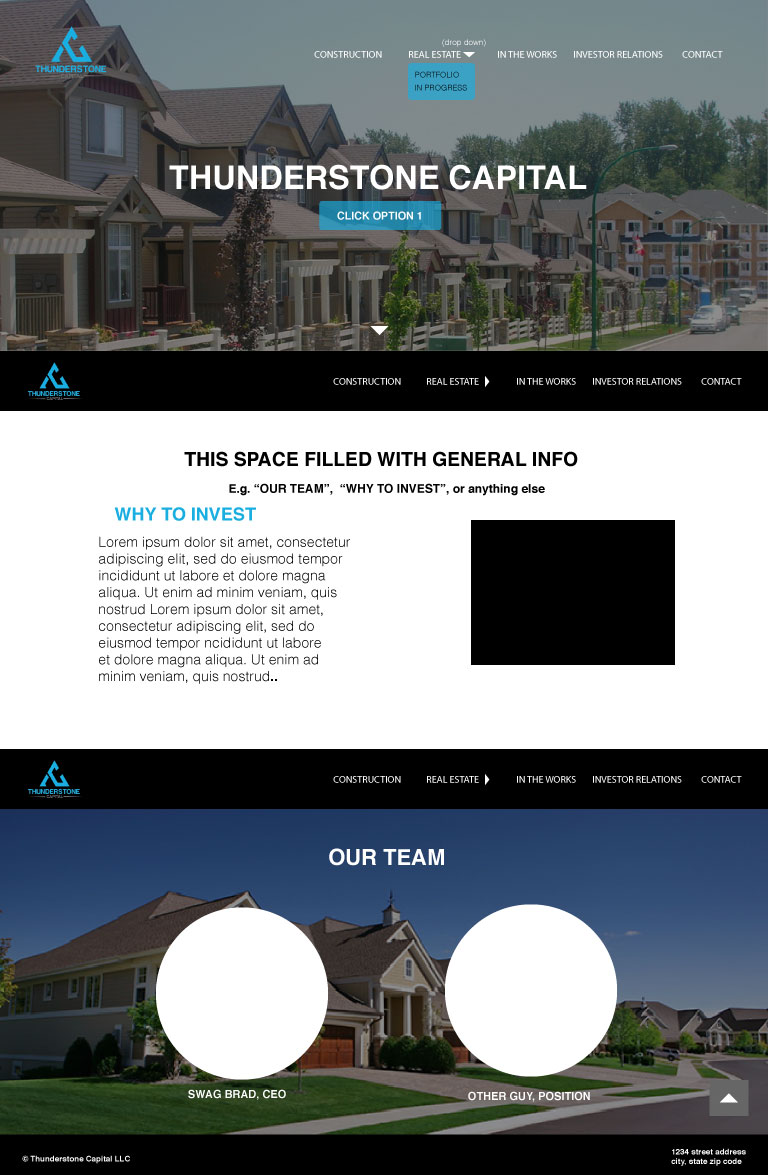 (drop down)
CONSTRUCTION REAL ESTATE IN THE WORKS INVESTOR RELATIONS CONTACT
THUNDERSTONE
CAPITAL
PORTFOLIO
IN PROGRESS
THUNDERSTONE CAPITAL
CLICK OPTION 1
CONSTRUCTION REAL ESTATE IN THE WORKS INVESTOR RELATIONS CONTACT
THUNDERSTONE
CAPITAL
THIS SPACE FILLED WITH GENERAL INFO
E.g. “OUR TEAM”, “WHY TO INVEST”, or anything else
WHY TO INVEST
Lorem ipsum dolor sit amet, consectetur
adipiscing elit, sed do eiusmod tempor
incididunt ut labore et dolore magna
aliqua. Ut enim ad minim veniam, quis
nostrud Lorem ipsum dolor sit amet,
consectetur adipiscing elit, sed do
eiusmod tempor ncididunt ut labore
et dolore magna aliqua. Ut enim ad
minim veniam, quis nostrud..
CONSTRUCTION REAL ESTATE IN THE WORKS INVESTOR RELATIONS CONTACT
THUNDERSTONE
CAPITAL
OUR TEAM
SWAG BRAD, CEO
OTHER GUY, POSITION
© Thunderstone Capital LLC
1234 street address
city, state zip code